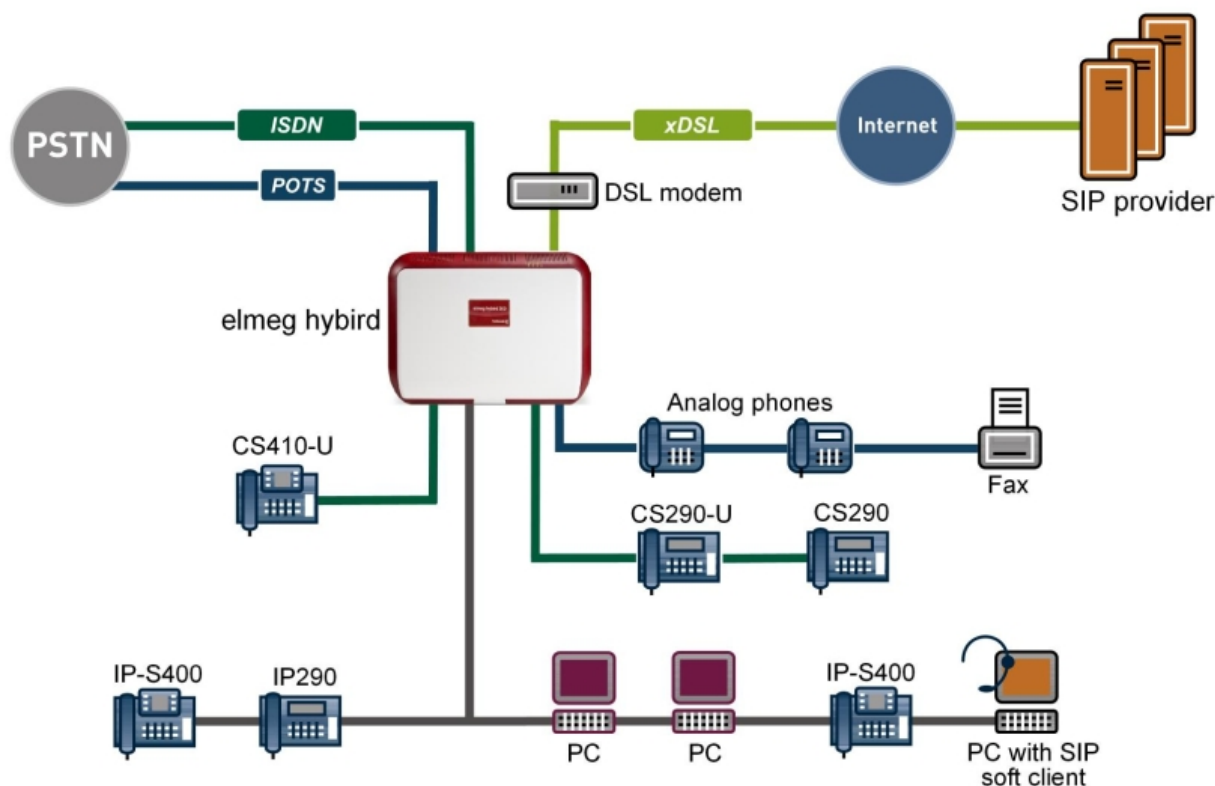 PSTN
ISDN
POTS
xDSL
Internet
SIP provider
DSL modem
elmeg hybird
CS410-U
Analog phones
Fax
CS290-U
CS290
IP-S400
IP290
PC
PC
IP-S400
PC with SIP
soft client